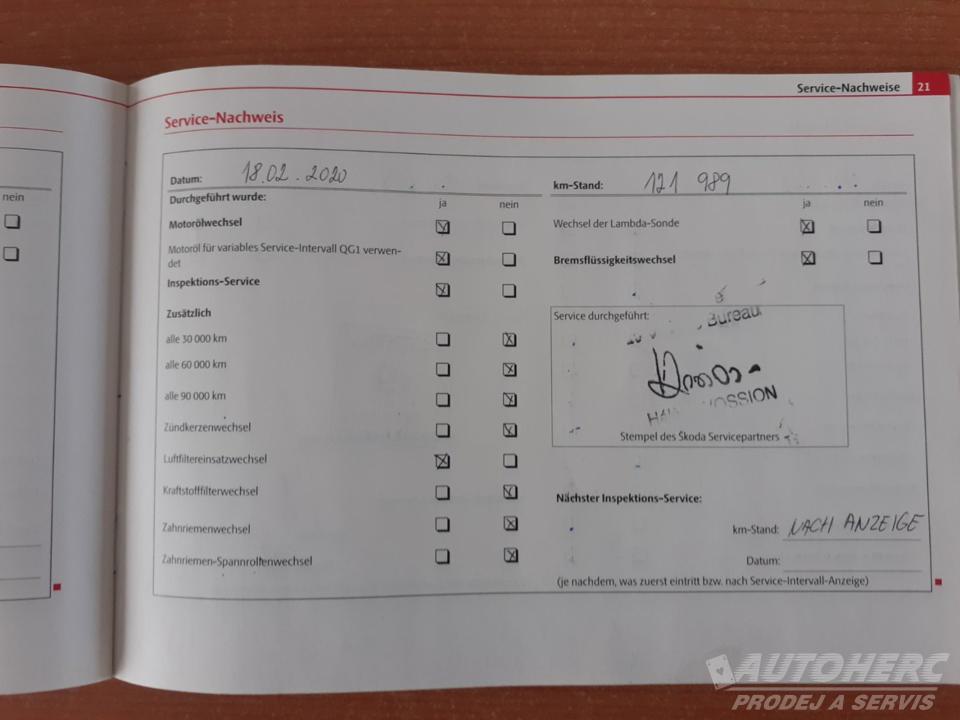 Service-Nachweise 21
Service-Nachweis
Datum: 18.02.2020
km-Stand: 121 989
Durchgeführt wurde:
ja nein
ja nein
nein
Motorölwechsel
Wechsel der Lambda-Sonde
Motoröl für variables Service-Intervall QG1 verwen-
det
Bremsflüssigkeitswechsel
Inspektions-Service
Zusätzlich
alle 30 000 km
alle 60 000 km
alle 90 000 km
Zündkerzenwechsel
Luftfiltereinsatzwechsel
Kraftstofffilterwechsel
Zahnriemenwechsel
Zahnriemen-Spannrollenwechsel
Service durchgeführt:
Bureau
Stempel des Škoda Servicepartners
Nächster Inspektions-Service:
km-Stand: NACH ANZEIGE
Datum:
(je nachdem, was zuerst eintritt bzw. nach Service-Intervall-Anzeige)
AUTOHERC
PRODEJ A SERVIS